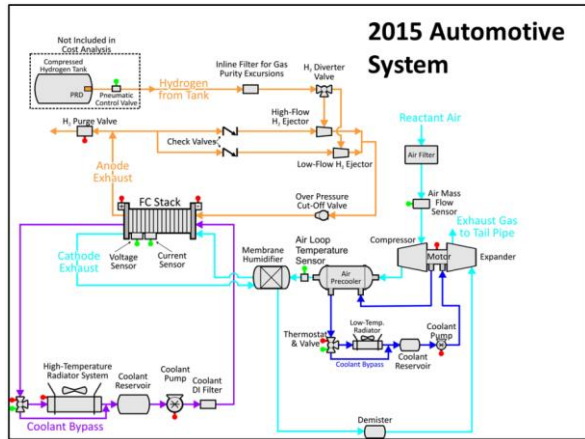 2015 Automotive
System
Not Included in
Cost Analysis
Compressed
Hydrogen Tank
PRD
Pneumatic
Control Valve
Hydrogen
from Tank
Inline Filter for Gas
Purity Excursions
H₂ Diverter
Valve
H₂ Purge Valve
High-Flow
H₂ Ejector
Check Valves
Low-Flow H₂ Ejector
Anode
Exhaust
Reactant Air
Air Filter
Air Mass
Flow
Sensor
FC Stack
Over Pressure
Cut-Off Valve
Exhaust Gas
to Tail Pipe
Compressor
Motor
Expander
Voltage
Sensor
Current
Sensor
Cathode
Exhaust
Membrane
Humidifier
Air Loop
Temperature
Sensor
Air
Precooler
Thermostat
& Valve
Low-Temp.
Radiator
Coolant
Reservoir
Coolant
Pump
Coolant Bypass
High-Temperature
Radiator System
Coolant
Reservoir
Coolant
Pump
Coolant
DI Filter
Coolant Bypass
Demister